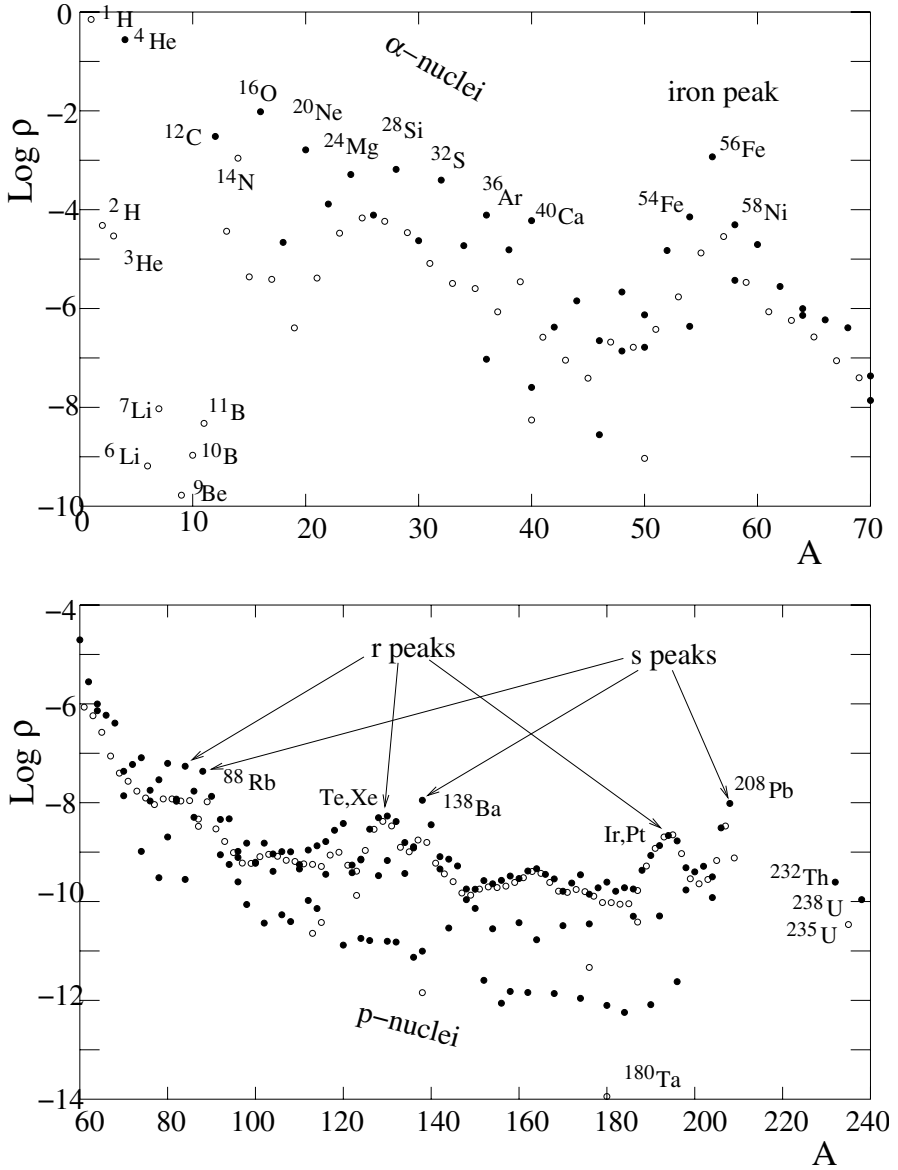 0
−2
−4
−6
−8
−10
Log ρ
¹H
⁴He
α−nuclei
iron peak
¹⁶O
²⁰Ne
²⁸Si
¹²C
²⁴Mg
³²S
⁵⁶Fe
¹⁴N
³⁶Ar
²H
⁴⁰Ca
⁵⁴Fe
⁵⁸Ni
³He
⁷Li
¹¹B
⁶Li
¹⁰B
⁹Be
0 10 20 30 40 50 60 70
A
−4
−6
−8
−10
−12
−14
Log ρ
r peaks
s peaks
⁸⁸Rb
Te,Xe
¹³⁸Ba
²⁰⁸Pb
Ir,Pt
²³²Th
²³⁸U
²³⁵U
p−nuclei
¹⁸⁰Ta
60 80 100 120 140 160 180 200 220 240
A